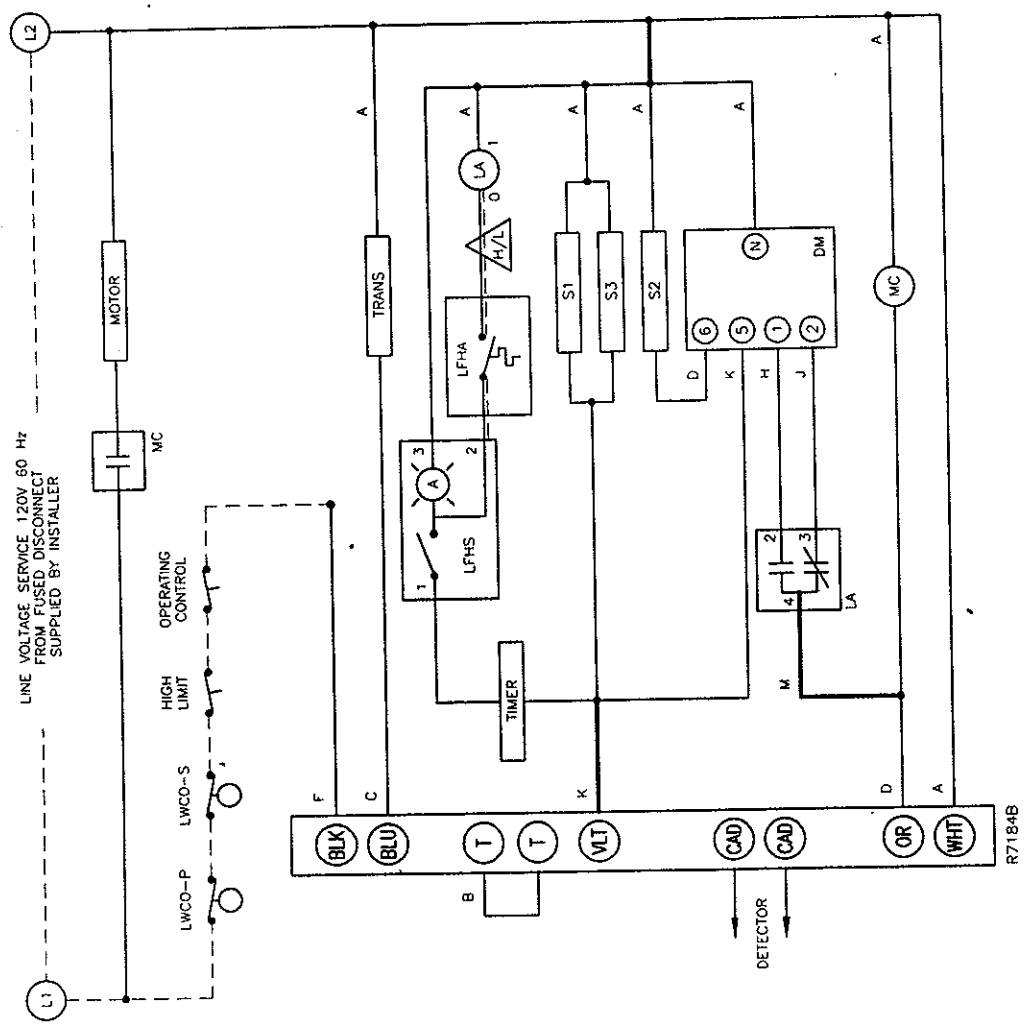 L1
L2
LINE VOLTAGE SERVICE 120V 60 Hz
FROM FUSED DISCONNECT
SUPPLIED BY INSTALLER
MC
MOTOR
LWCO-P
LWCO-S
HIGH
LIMIT
OPERATING
CONTROL
F
BLK
C
BLU
TRANS
A
B
T
T
TIMER
1
LFHS
A
3
2
LFHA
H/L
0
LA
1
A
K
VLT
S1
S3
A
S2
A
D
6
K
5
H
1
J
2
N
DM
A
CAD
CAD
DETECTOR
M
4
2
3
LA
D
OR
MC
A
A
WHT
R7184B